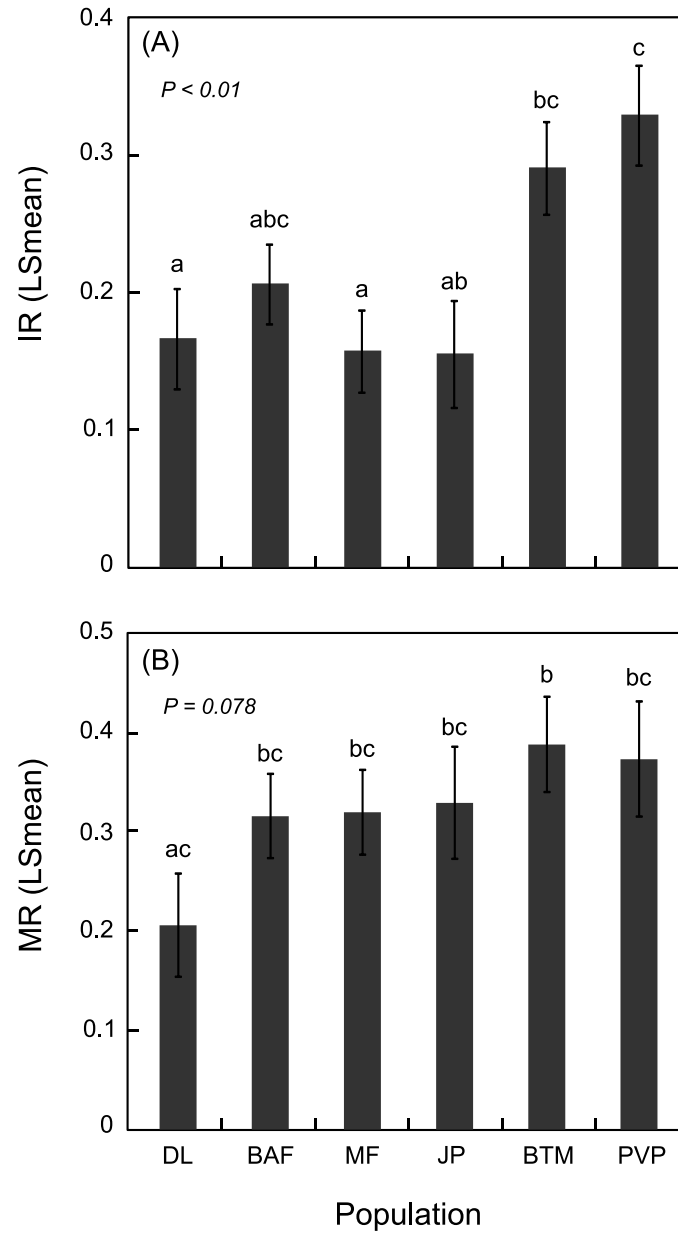 0.4
(A)
P < 0.01
c
bc
0.3
abc
a
a
ab
0.2
0.1
0
IR (LSmean)
0.5
(B)
P = 0.078
b
bc
0.4
bc
bc
bc
0.3
ac
0.2
0.1
0
MR (LSmean)
DL BAF MF JP BTM PVP
Population